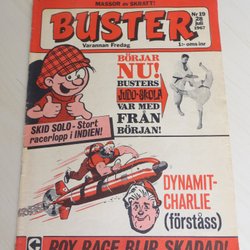 MASSOR av SKRATT!
BUSTER
Nr 19
28
juli
1967
Varannan Fredag
1:- oms inr
BÖRJAR
NU!
BUSTERS
JUDO-SKOLA
VAR MED
FRÅN
BÖRJAN!
SKID SOLO - Stort
racerlopp i INDIEN!
DYNAMIT-
CHARLIE
(förståss)
ROY RACE BLIR SKADAD!